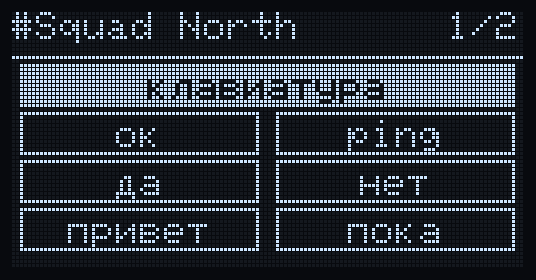 #Squad North 1/2
клавиатура
ок ping
да нет
привет пока